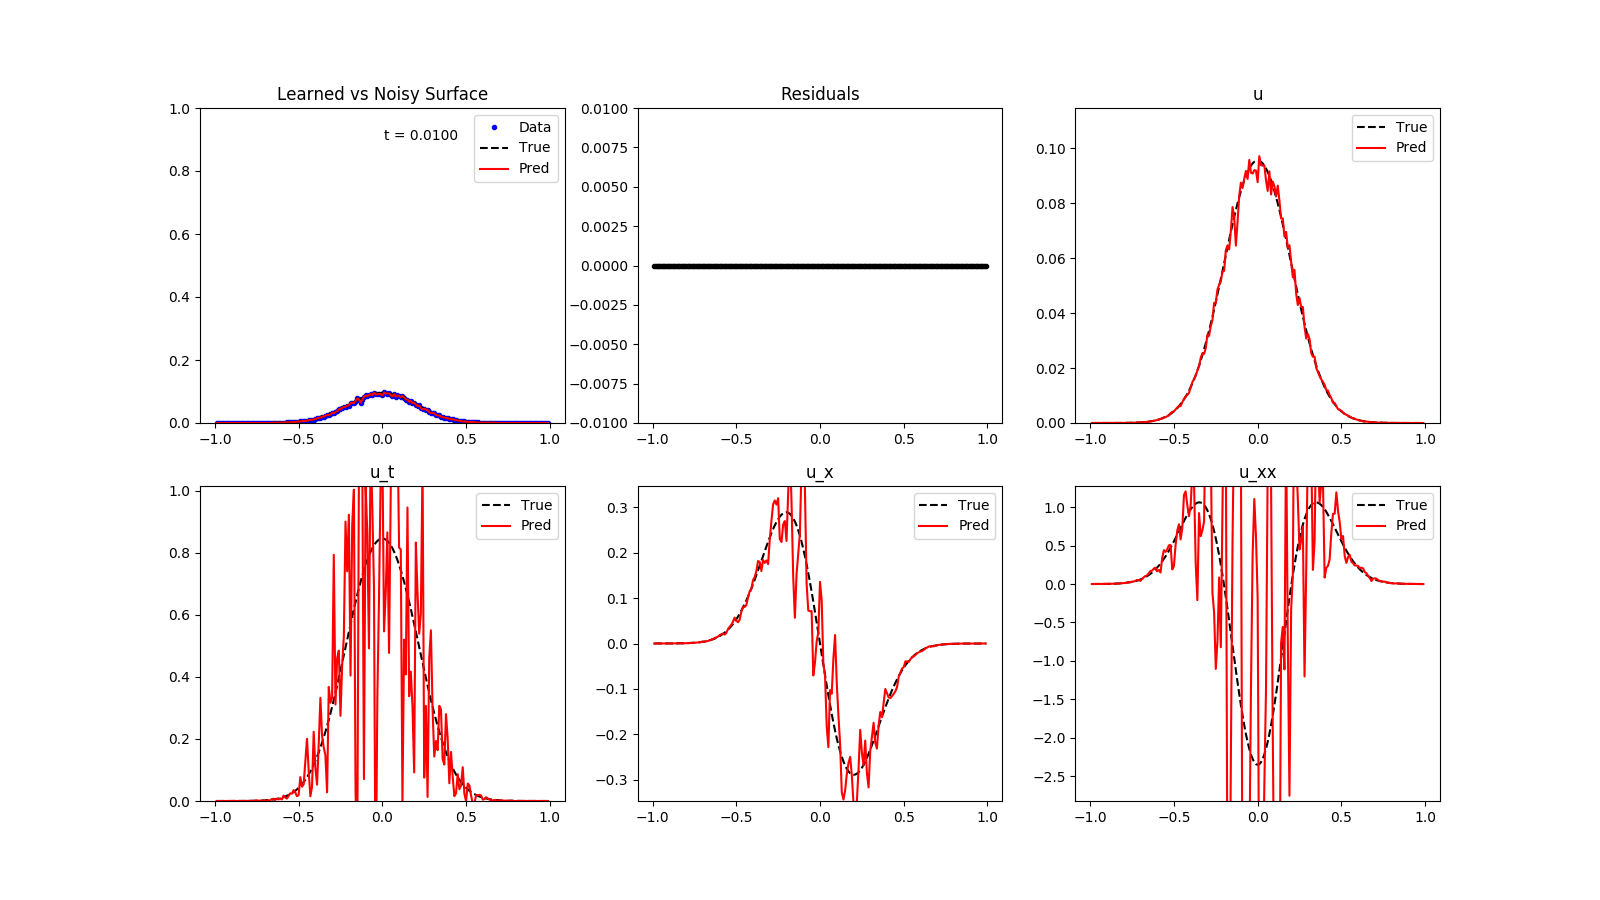 Learned vs Noisy Surface
1.0
0.8
0.6
0.4
0.2
0.0
t = 0.0100
Data
True
Pred
−1.0 −0.5 0.0 0.5 1.0
Residuals
0.0100
0.0075
0.0050
0.0025
0.0000
−0.0025
−0.0050
−0.0075
−0.0100
−1.0 −0.5 0.0 0.5 1.0
u
0.10
0.08
0.06
0.04
0.02
0.00
True
Pred
−1.0 −0.5 0.0 0.5 1.0
u_t
1.0
0.8
0.6
0.4
0.2
0.0
True
Pred
−1.0 −0.5 0.0 0.5 1.0
u_x
0.3
0.2
0.1
0.0
−0.1
−0.2
−0.3
True
Pred
−1.0 −0.5 0.0 0.5 1.0
u_xx
1.0
0.5
0.0
−0.5
−1.0
−1.5
−2.0
−2.5
True
Pred
−1.0 −0.5 0.0 0.5 1.0